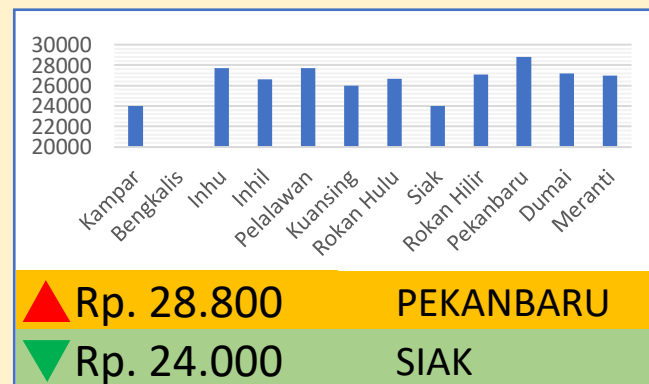 30000
28000
26000
24000
22000
20000
Kampar
Bengkalis
Inhu
Inhil
Pelalawan
Kuansing
Rokan Hulu
Siak
Rokan Hilir
Pekanbaru
Dumai
Meranti
Rp. 28.800 PEKANBARU
Rp. 24.000 SIAK